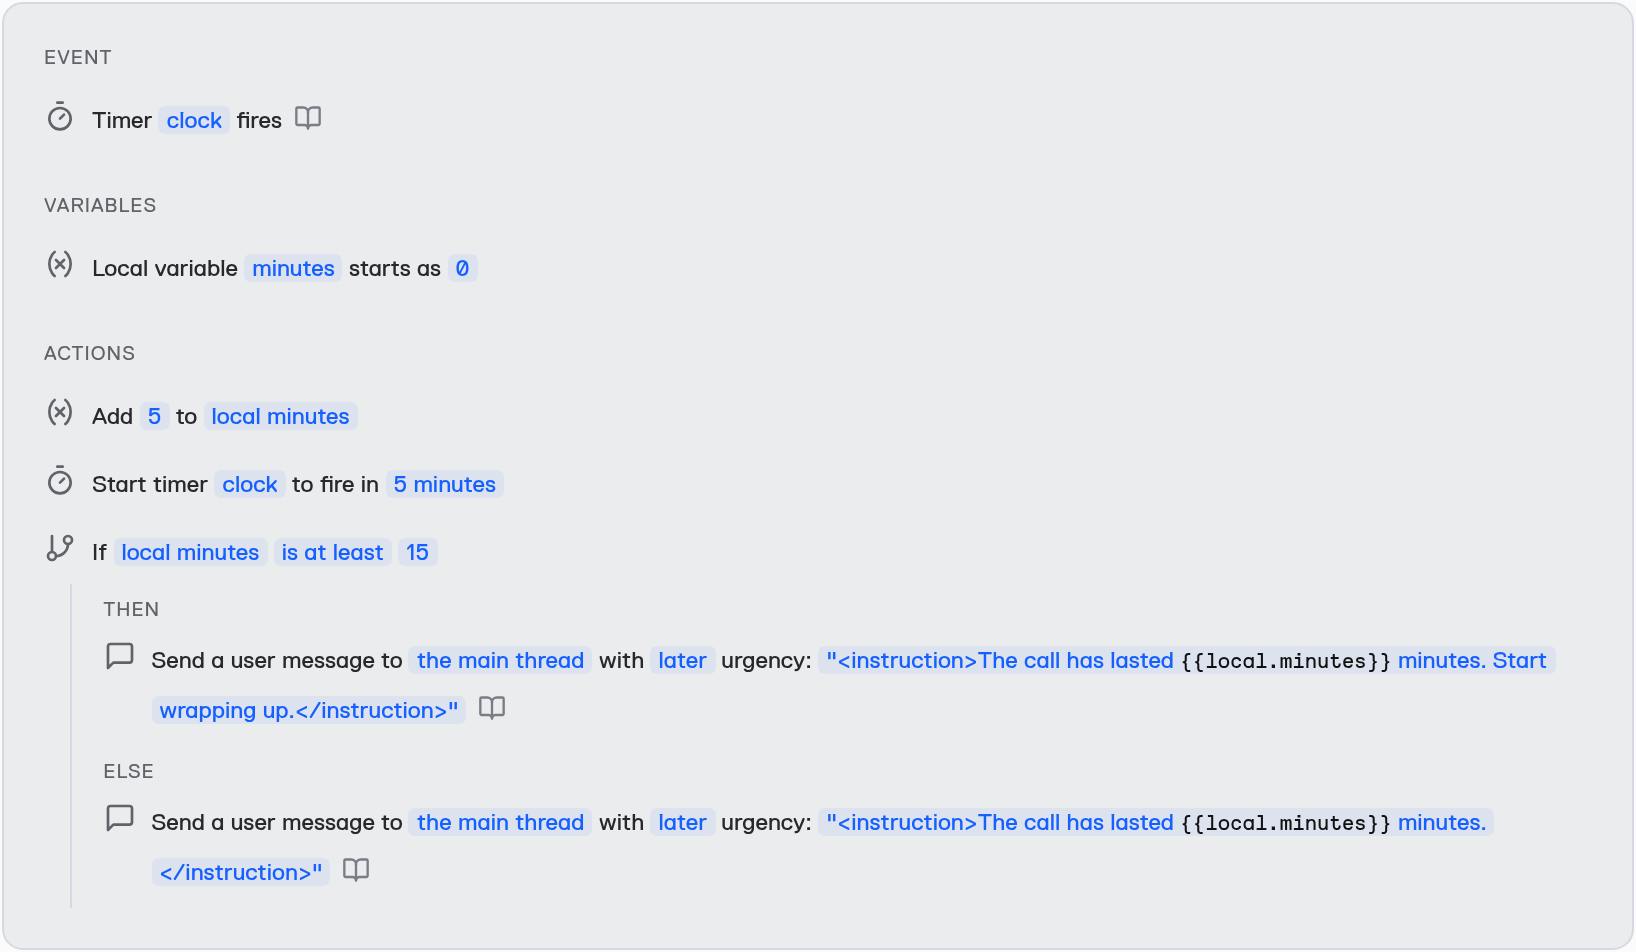 EVENT
Timer clock fires
VARIABLES
Local variable minutes starts as 0
ACTIONS
Add 5 to local minutes
Start timer clock to fire in 5 minutes
If local minutes is at least 15
THEN
Send a user message to the main thread with later urgency: "<instruction>The call has lasted {{local.minutes}} minutes. Start
wrapping up.</instruction>"
ELSE
Send a user message to the main thread with later urgency: "<instruction>The call has lasted {{local.minutes}} minutes.
</instruction>"